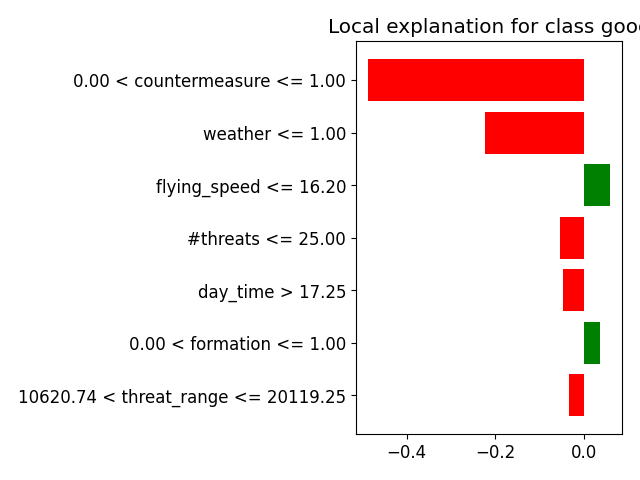 Local explanation for class goo
0.00 < countermeasure <= 1.00
weather <= 1.00
flying_speed <= 16.20
#threats <= 25.00
day_time > 17.25
0.00 < formation <= 1.00
10620.74 < threat_range <= 20119.25
−0.4 −0.2 0.0